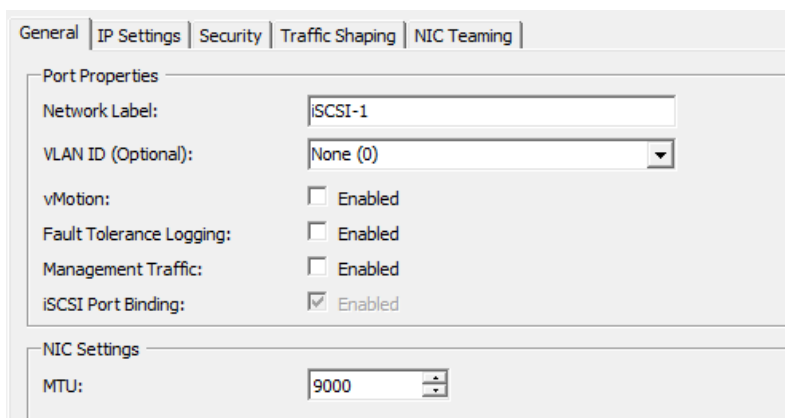 General IP Settings Security Traffic Shaping NIC Teaming
Port Properties
Network Label: iSCSI-1
VLAN ID (Optional): None (0)
vMotion: Enabled
Fault Tolerance Logging: Enabled
Management Traffic: Enabled
iSCSI Port Binding: Enabled
NIC Settings
MTU: 9000